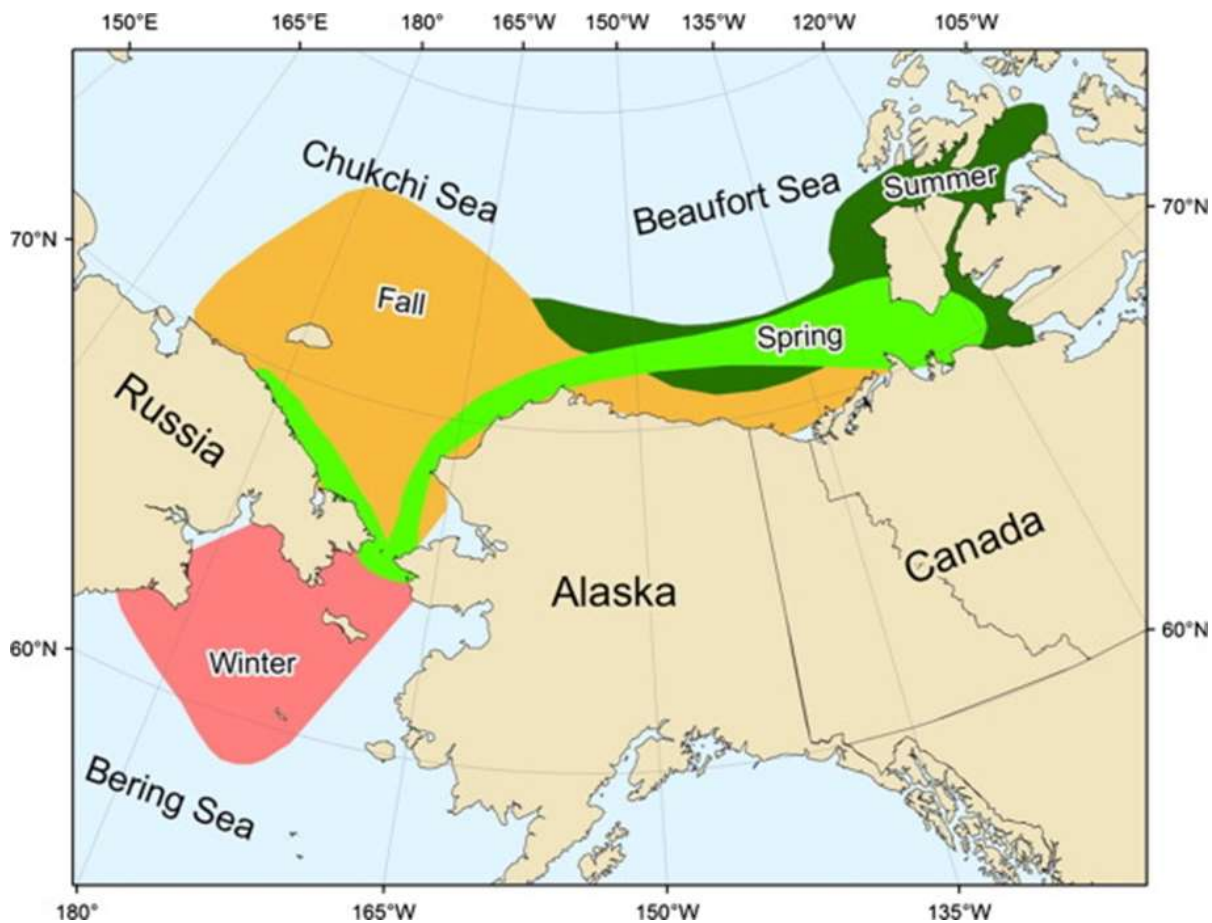 150°E 165°E 180° 165°W 150°W 135°W 120°W 105°W
Chukchi Sea
Beaufort Sea
Summer
70°N
70°N
Fall
Spring
Russia
Canada
Alaska
60°N
60°N
Winter
Bering Sea
180° 165°W 150°W 135°W